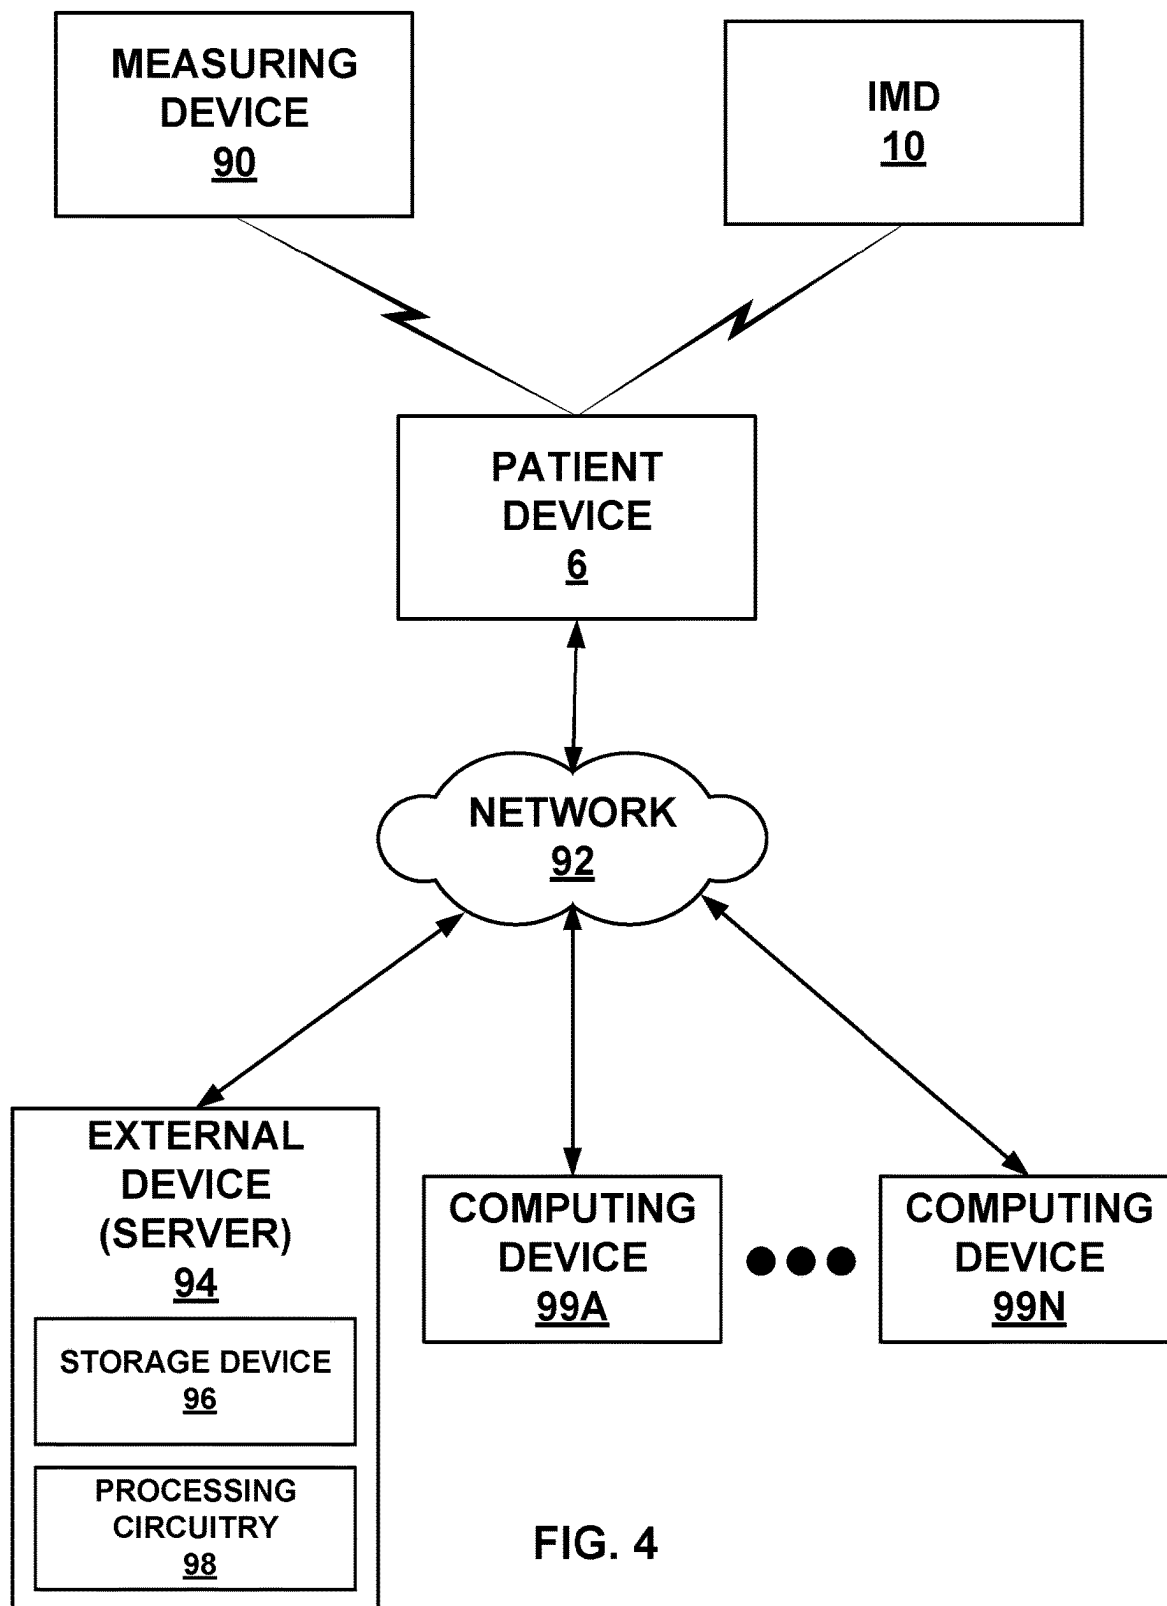 MEASURING
DEVICE
90
IMD
10
PATIENT
DEVICE
6
NETWORK
92
EXTERNAL
DEVICE
(SERVER)
94
STORAGE DEVICE
96
PROCESSING
CIRCUITRY
98
COMPUTING
DEVICE
99A
COMPUTING
DEVICE
99N
FIG. 4